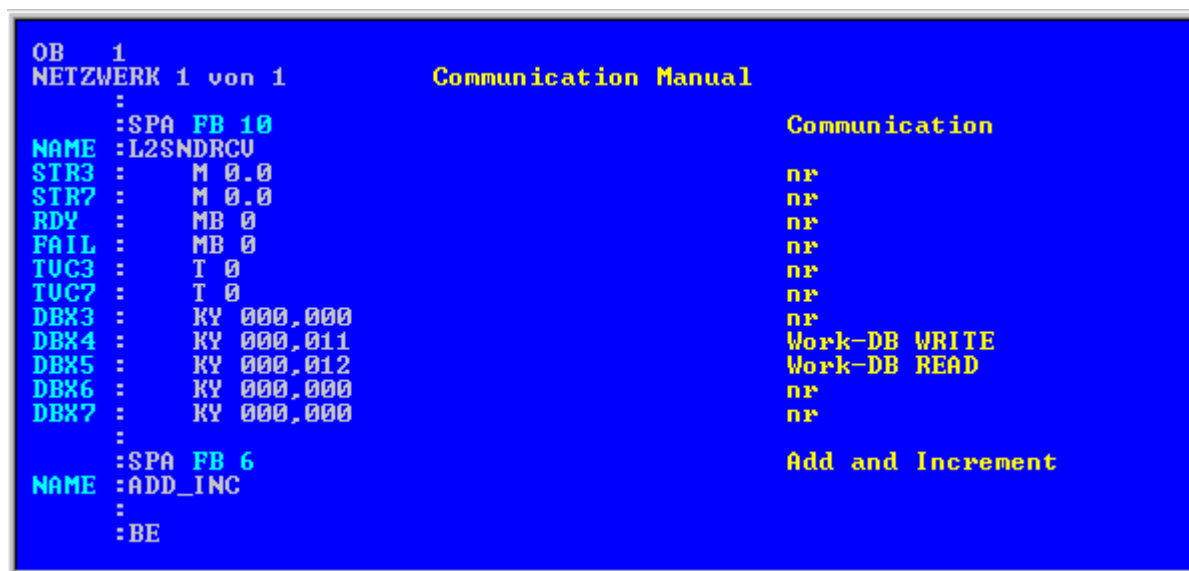 OB 1
NETZWERK 1 von 1 Communication Manual
:
:SPA FB 10 Communication
NAME :L2SNDRCV
STR3 : M 0.0 nr
STR7 : M 0.0 nr
RDY : MB 0 nr
FAIL : MB 0 nr
TVC3 : T 0 nr
TVC7 : T 0 nr
DBX3 : KY 000,000 nr
DBX4 : KY 000,011 Work-DB WRITE
DBX5 : KY 000,012 Work-DB READ
DBX6 : KY 000,000 nr
DBX7 : KY 000,000 nr
:
:SPA FB 6 Add and Increment
NAME :ADD_INC
:
:BE